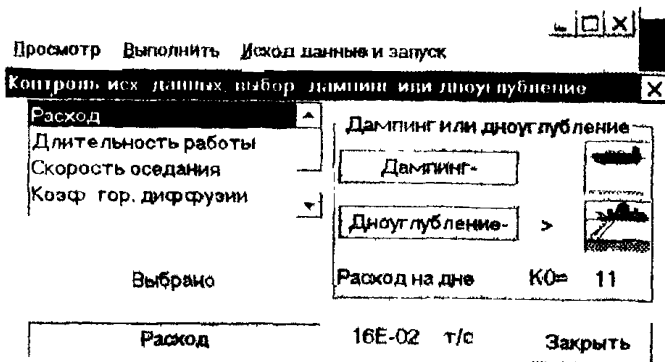 Просмотр Выполнить Исход данные и запуск
Контроль исх данных, выбор дампинг или дноуглубление
Расход
Длительность работы
Скорость оседания
Коэф гор. диффузии
Дампинг или дноуглубление
Дампинг-
Дноуглубление- >
Выбрано
Расход на дне К0= 11
Расход 16E-02 т/с Закрыть